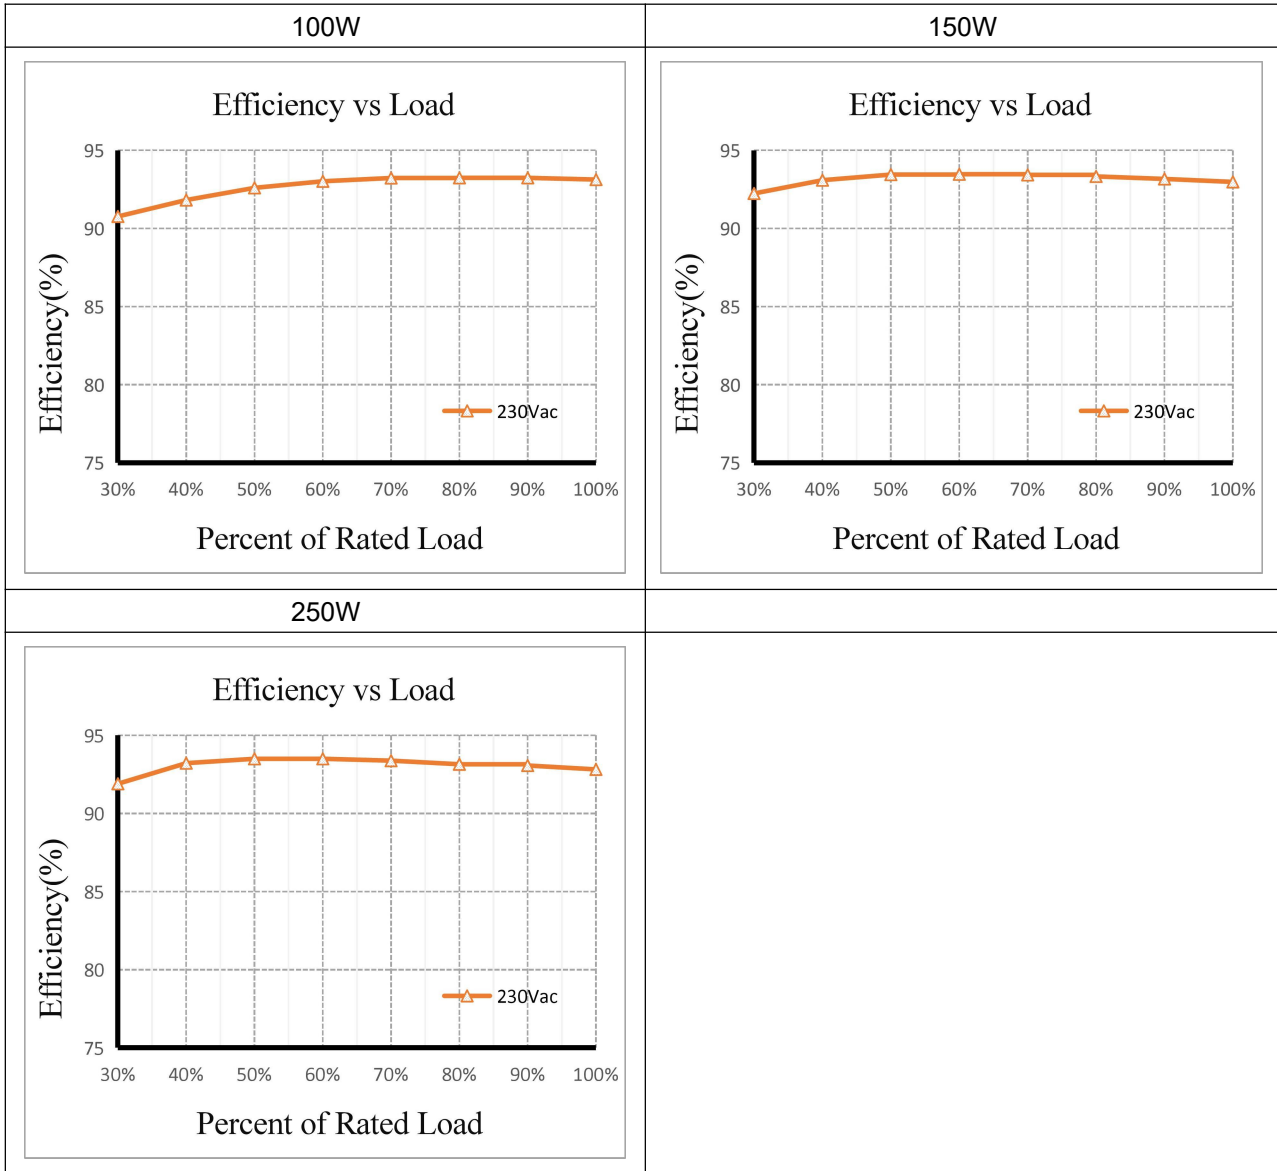 100W
150W
Efficiency vs Load
95
90
85
80
75
Efficiency(%)
230Vac
30% 40% 50% 60% 70% 80% 90% 100%
Percent of Rated Load
Efficiency vs Load
95
90
85
80
75
Efficiency(%)
230Vac
30% 40% 50% 60% 70% 80% 90% 100%
Percent of Rated Load
250W
Efficiency vs Load
95
90
85
80
75
Efficiency(%)
230Vac
30% 40% 50% 60% 70% 80% 90% 100%
Percent of Rated Load